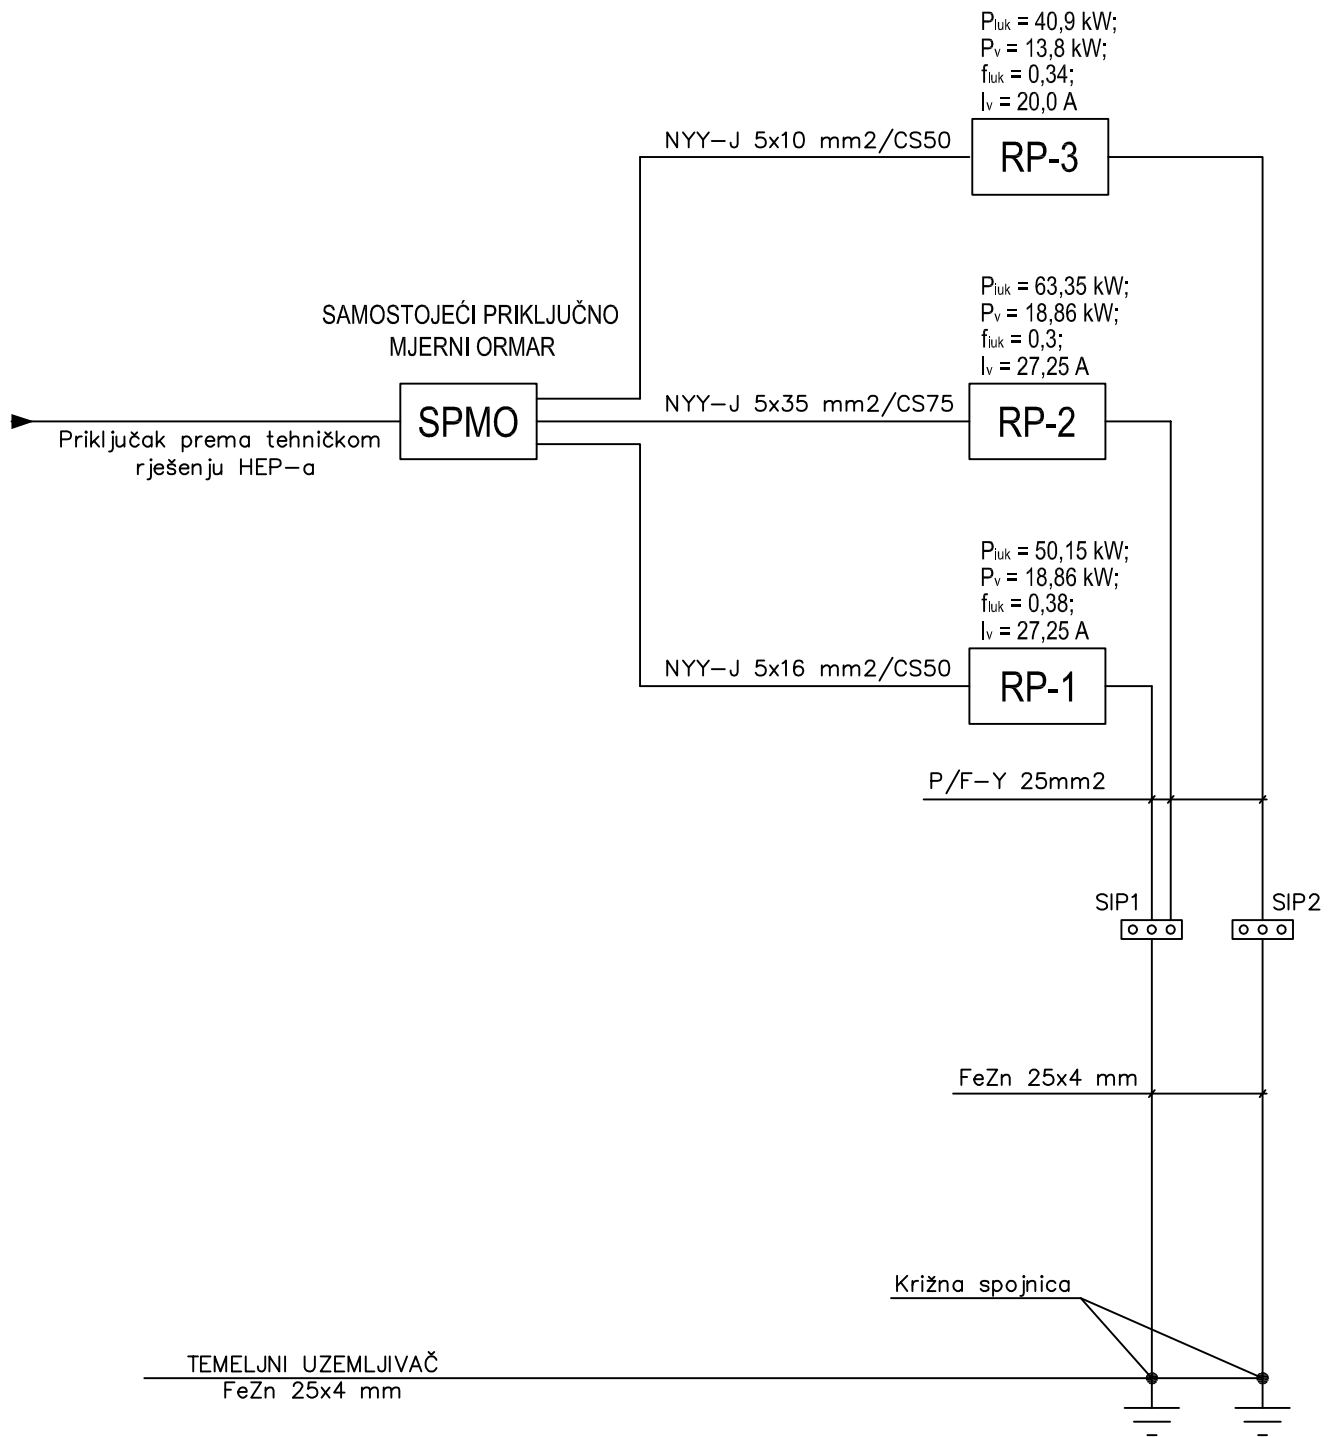 Pluk = 40,9 kW;
Pv = 13,8 kW;
fluk = 0,34;
Iv = 20,0 A
NYY-J 5x10 mm2/CS50
RP-3
SAMOSTOJEĆI PRIKLJUČNO
MJERNI ORMAR
Piuk = 63,35 kW;
Pv = 18,86 kW;
fiuk = 0,3;
Iv = 27,25 A
NYY-J 5x35 mm2/CS75
SPMO
RP-2
Priključak prema tehničkom
rješenju HEP-a
Piuk = 50,15 kW;
Pv = 18,86 kW;
fluk = 0,38;
Iv = 27,25 A
NYY-J 5x16 mm2/CS50
RP-1
P/F-Y 25mm2
SIP1
SIP2
FeZn 25x4 mm
Križna spojnica
TEMELJNI UZEMLJIVAČ
FeZn 25x4 mm